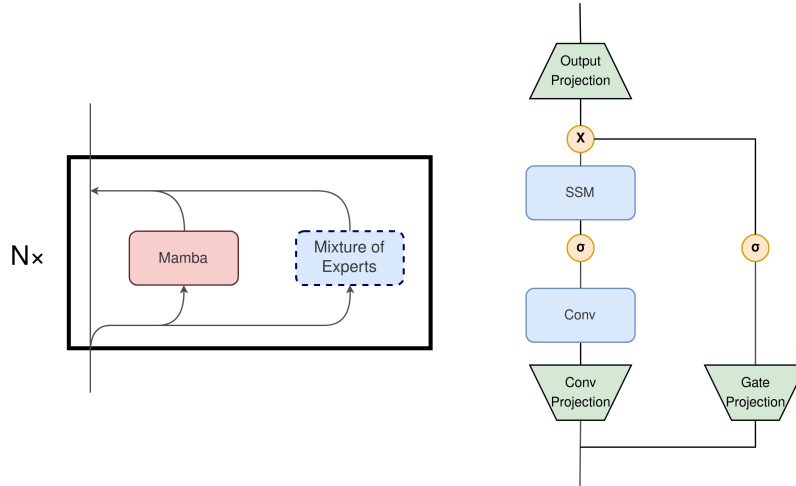 N×
Mamba
Mixture of
Experts
Output
Projection
X
SSM
σ
σ
Conv
Conv
Projection
Gate
Projection